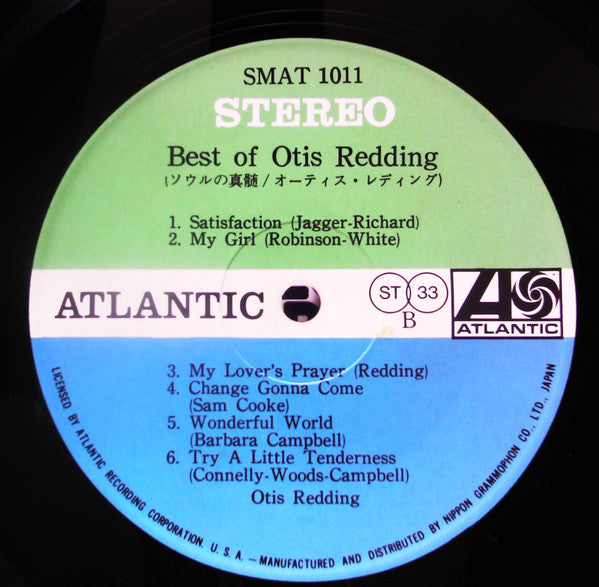 SMAT 1011
STEREO
Best of Otis Redding
(ソウルの真髄/オーティス・レディング)
1. Satisfaction (Jagger-Richard)
2. My Girl (Robinson-White)
ATLANTIC
ST 33
B
ATLANTIC
3. My Lover's Prayer (Redding)
4. Change Gonna Come
(Sam Cooke)
5. Wonderful World
(Barbara Campbell)
6. Try A Little Tenderness
(Connelly-Woods-Campbell)
Otis Redding
LICENSED BY ATLANTIC RECORDING CORPORATION. U. S. A. — MANUFACTURED AND DISTRIBUTED BY NIPPON GRAMMOPHON CO., LTD., JAPAN